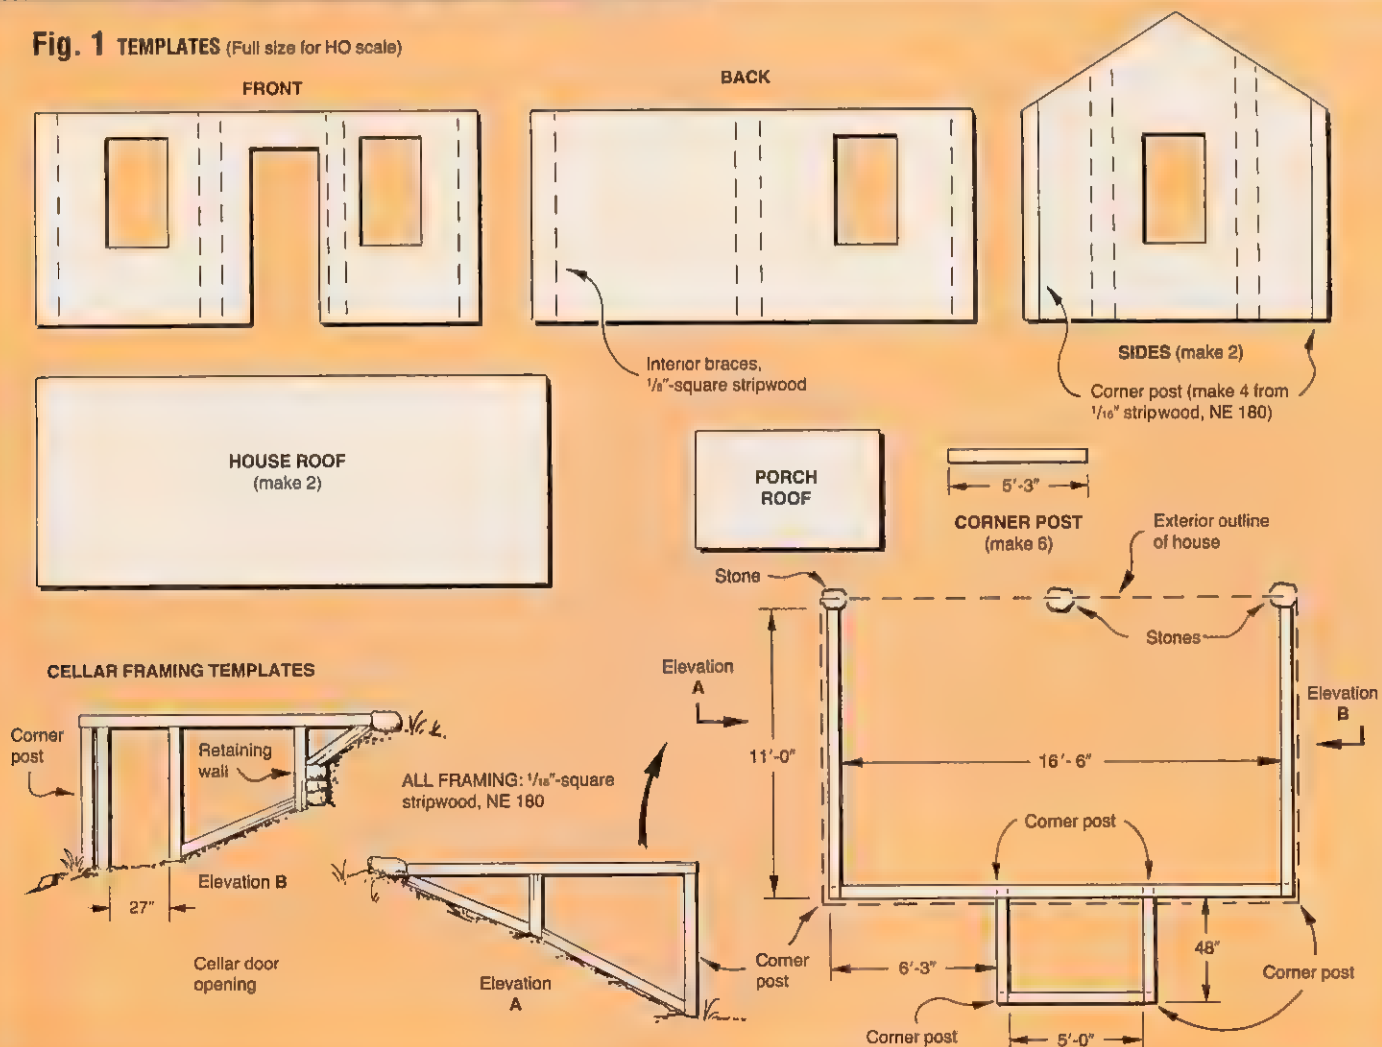 Fig. 1 TEMPLATES (Full size for HO scale)
FRONT
BACK
Interior braces,
1/8"-square stripwood
SIDES (make 2)
Corner post (make 4 from
1/16" stripwood, NE 180)
HOUSE ROOF
(make 2)
PORCH
ROOF
5'-3"
CORNER POST
(make 6)
Exterior outline
of house
Stone
Stones
CELLAR FRAMING TEMPLATES
Elevation
A
Elevation
B
Corner
post
Retaining
wall
ALL FRAMING: 1/16"-square
stripwood, NE 180
11'-0"
16'-6"
Corner post
Elevation B
27"
Cellar door
opening
Elevation
A
Corner
post
6'-3"
48"
Corner post
Corner post
5'-0"